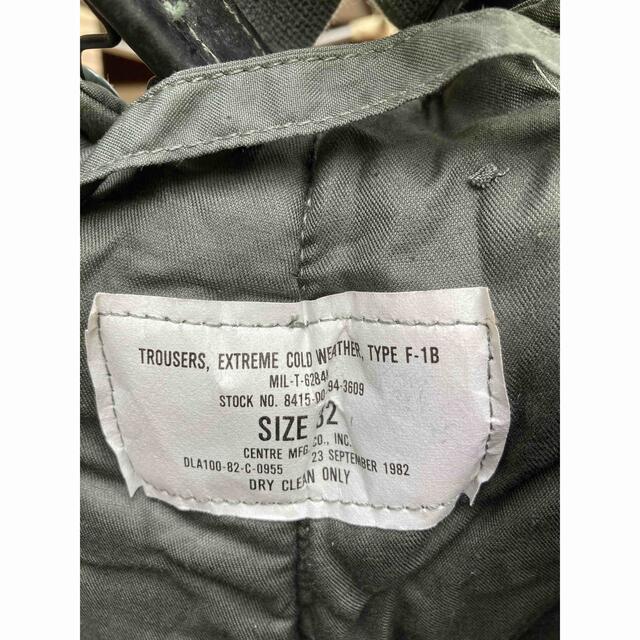 TROUSERS, EXTREME COLD WEATHER, TYPE F-1B
MIL-T-6284
STOCK NO. 8415-DO 94-3609
SIZE 32
CENTRE MFG CO., INC.
DLA100-82-C-0955 23 SEPTEMBER 1982
DRY CLEAN ONLY